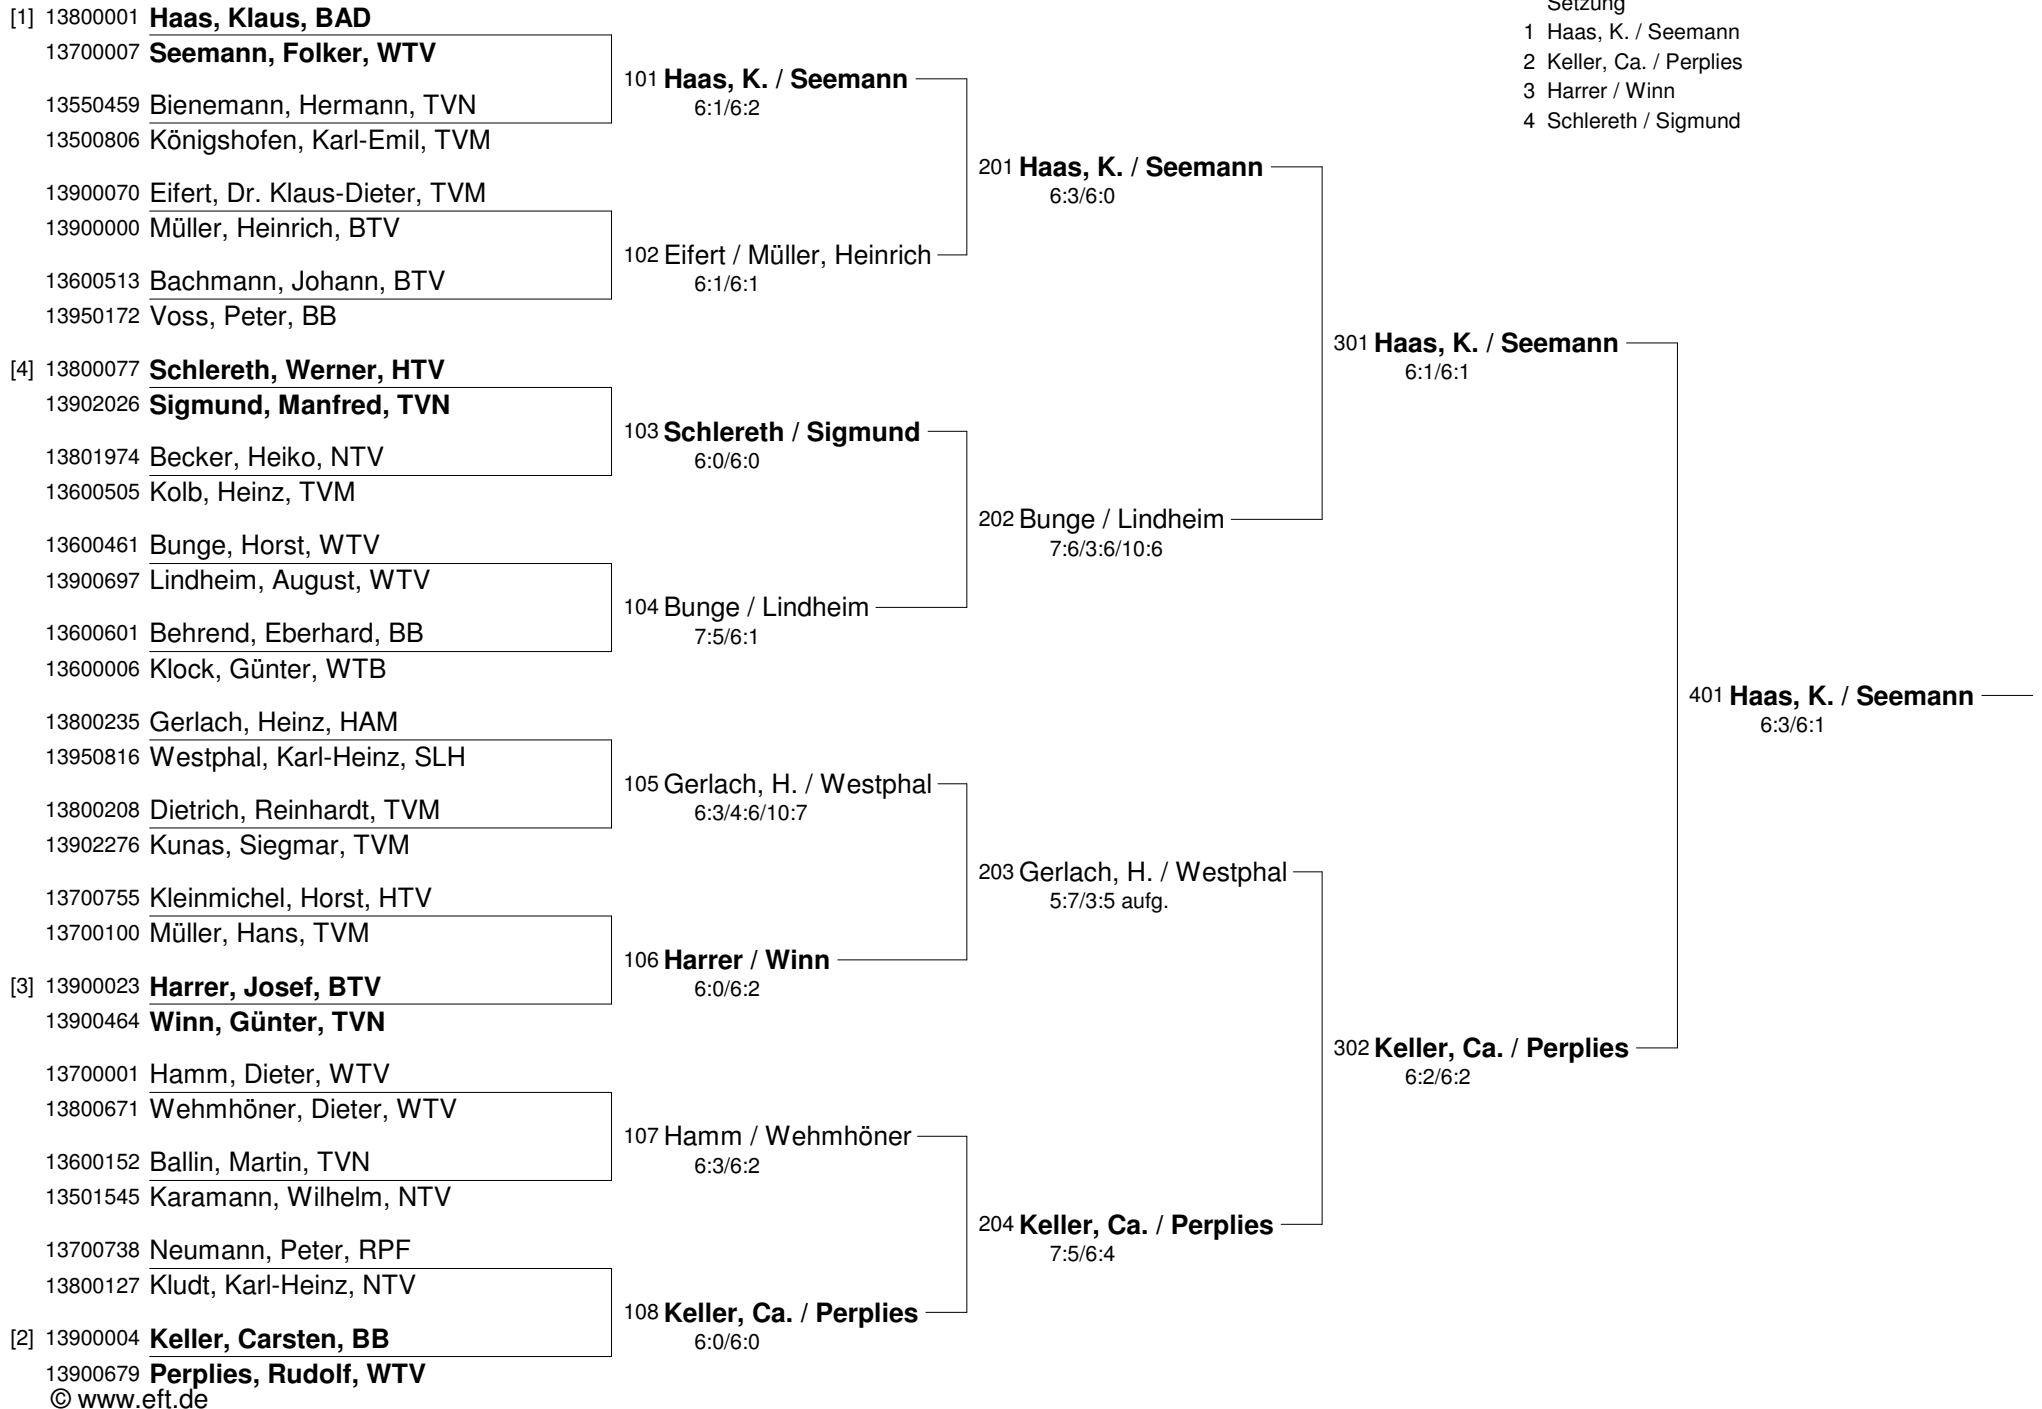 Setzung
1 Haas, K. / Seemann
2 Keller, Ca. / Perplies
3 Harrer / Winn
4 Schlereth / Sigmund
[1] 13800001 Haas, Klaus, BAD
13700007 Seemann, Folker, WTV
13550459 Bienemann, Hermann, TVN
13500806 Königshofen, Karl-Emil, TVM
13900070 Eifert, Dr. Klaus-Dieter, TVM
13900000 Müller, Heinrich, BTV
13600513 Bachmann, Johann, BTV
13950172 Voss, Peter, BB
[4] 13800077 Schlereth, Werner, HTV
13902026 Sigmund, Manfred, TVN
13801974 Becker, Heiko, NTV
13600505 Kolb, Heinz, TVM
13600461 Bunge, Horst, WTV
13900697 Lindheim, August, WTV
13600601 Behrend, Eberhard, BB
13600006 Klock, Günter, WTB
13800235 Gerlach, Heinz, HAM
13950816 Westphal, Karl-Heinz, SLH
13800208 Dietrich, Reinhardt, TVM
13902276 Kunas, Siegmar, TVM
13700755 Kleinmichel, Horst, HTV
13700100 Müller, Hans, TVM
[3] 13900023 Harrer, Josef, BTV
13900464 Winn, Günter, TVN
13700001 Hamm, Dieter, WTV
13800671 Wehmhöner, Dieter, WTV
13600152 Ballin, Martin, TVN
13501545 Karamann, Wilhelm, NTV
13700738 Neumann, Peter, RPF
13800127 Kludt, Karl-Heinz, NTV
[2] 13900004 Keller, Carsten, BB
13900679 Perplies, Rudolf, WTV
© www.eft.de
101 Haas, K. / Seemann
6:1/6:2
102 Eifert / Müller, Heinrich
6:1/6:1
103 Schlereth / Sigmund
6:0/6:0
104 Bunge / Lindheim
7:5/6:1
105 Gerlach, H. / Westphal
6:3/4:6/10:7
106 Harrer / Winn
6:0/6:2
107 Hamm / Wehmhöner
6:3/6:2
108 Keller, Ca. / Perplies
6:0/6:0
201 Haas, K. / Seemann
6:3/6:0
202 Bunge / Lindheim
7:6/3:6/10:6
203 Gerlach, H. / Westphal
5:7/3:5 aufg.
204 Keller, Ca. / Perplies
7:5/6:4
301 Haas, K. / Seemann
6:1/6:1
302 Keller, Ca. / Perplies
6:2/6:2
401 Haas, K. / Seemann
6:3/6:1